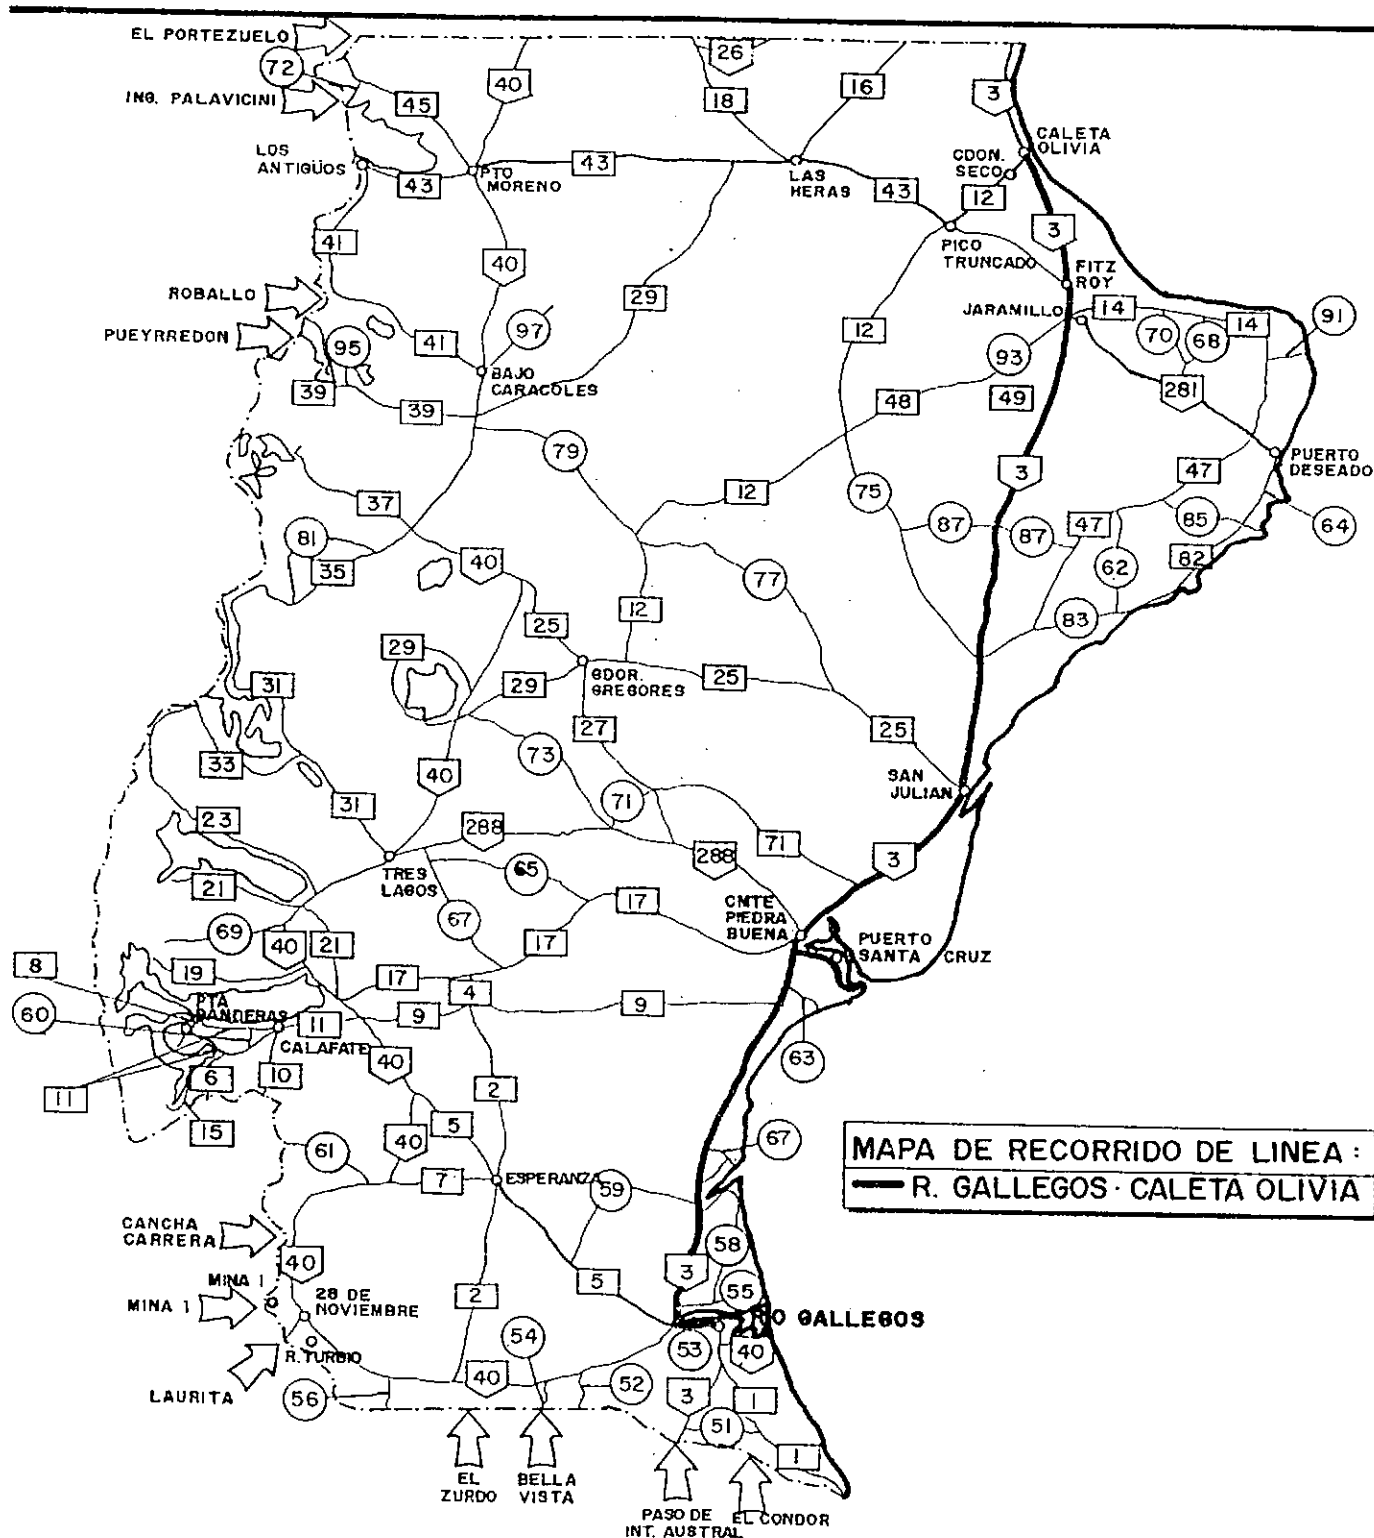 EL PORTEZUELO
72
ING. PALAVICINI
45
40
26
18
16
3
CALETA
OLIVIA
CDON.
SECO
LOS
ANTIGÜOS
43
PTO
MORENO
43
LAS
HERAS
43
12
PICO
TRUNCADO
3
FITZ
ROY
41
40
ROBALLO
29
JARAMILLO
14
70
68
14
91
PUEYRREDON
95
41
97
12
93
BAJO
CARACOLES
39
39
48
49
281
79
3
47
PUERTO
DESEADO
37
12
75
87
87
47
85
64
81
35
40
77
62
82
25
12
83
29
29
GDOR.
GREGORES
25
31
27
25
33
40
73
SAN
JULIAN
31
71
23
288
71
288
3
TRES
LAGOS
65
21
67
17
CMTE
PIEDRA
BUENA
69
40
21
17
PUERTO
SANTA CRUZ
8
19
17
4
9
60
PTA
BANDERAS
11
9
CALAFATE
40
63
11
6
10
2
15
5
40
67
61
7
ESPERANZA
59
MAPA DE RECORRIDO DE LINEA :
R. GALLEGOS · CALETA OLIVIA
CANCHA
CARRERA
40
58
3
MINA 1
MINA 1
28 DE
NOVIEMBRE
2
5
55
O GALLEGOS
R. TURBIO
54
53
40
LAURITA
56
40
52
3
1
51
1
EL
ZURDO
BELLA
VISTA
PASO DE
INT. AUSTRAL
EL CONDOR